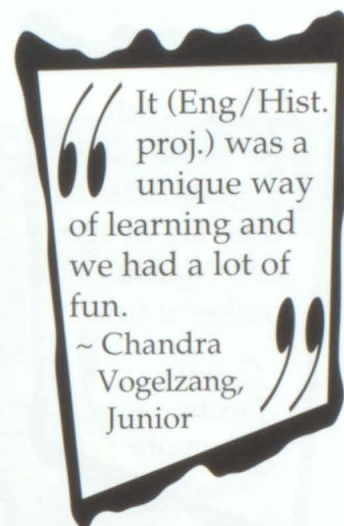 “ It (Eng/Hist.
proj.) was a
unique way
of learning and
we had a lot of
fun.
~ Chandra
Vogelzang,
Junior ”